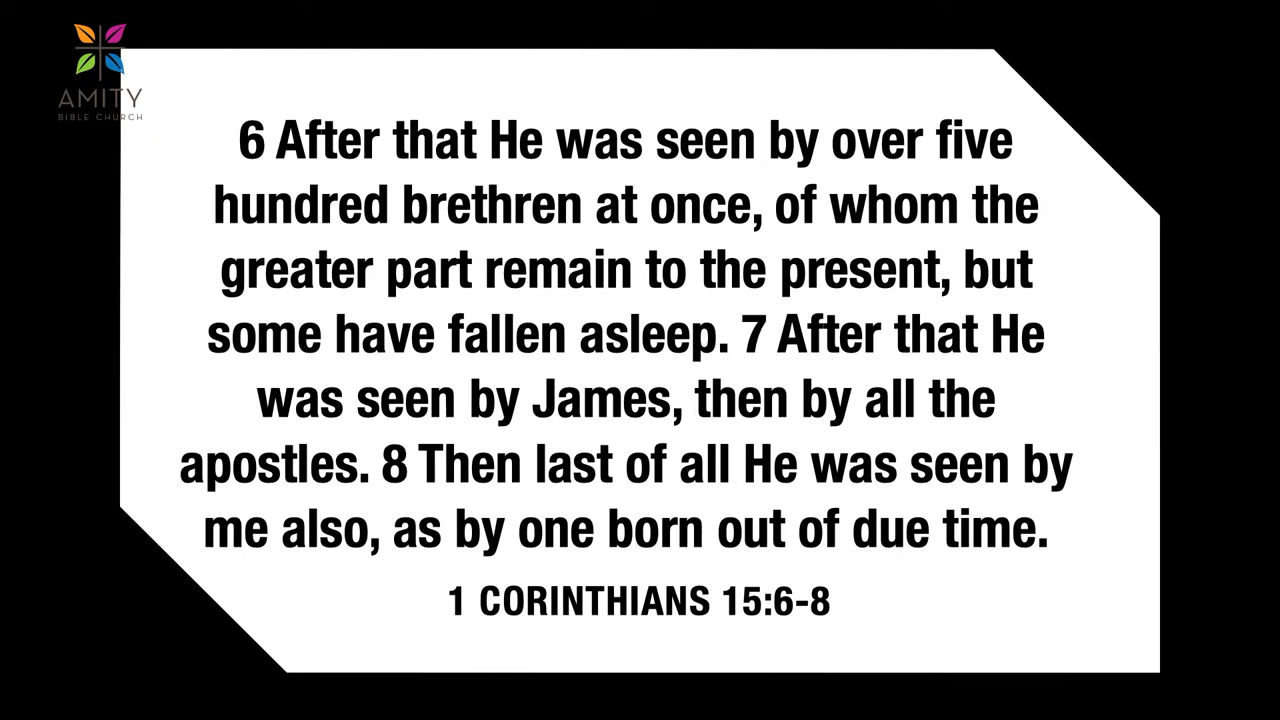 AMITY
BIBLE CHURCH
6 After that He was seen by over five
hundred brethren at once, of whom the
greater part remain to the present, but
some have fallen asleep. 7 After that He
was seen by James, then by all the
apostles. 8 Then last of all He was seen by
me also, as by one born out of due time.
1 CORINTHIANS 15:6-8